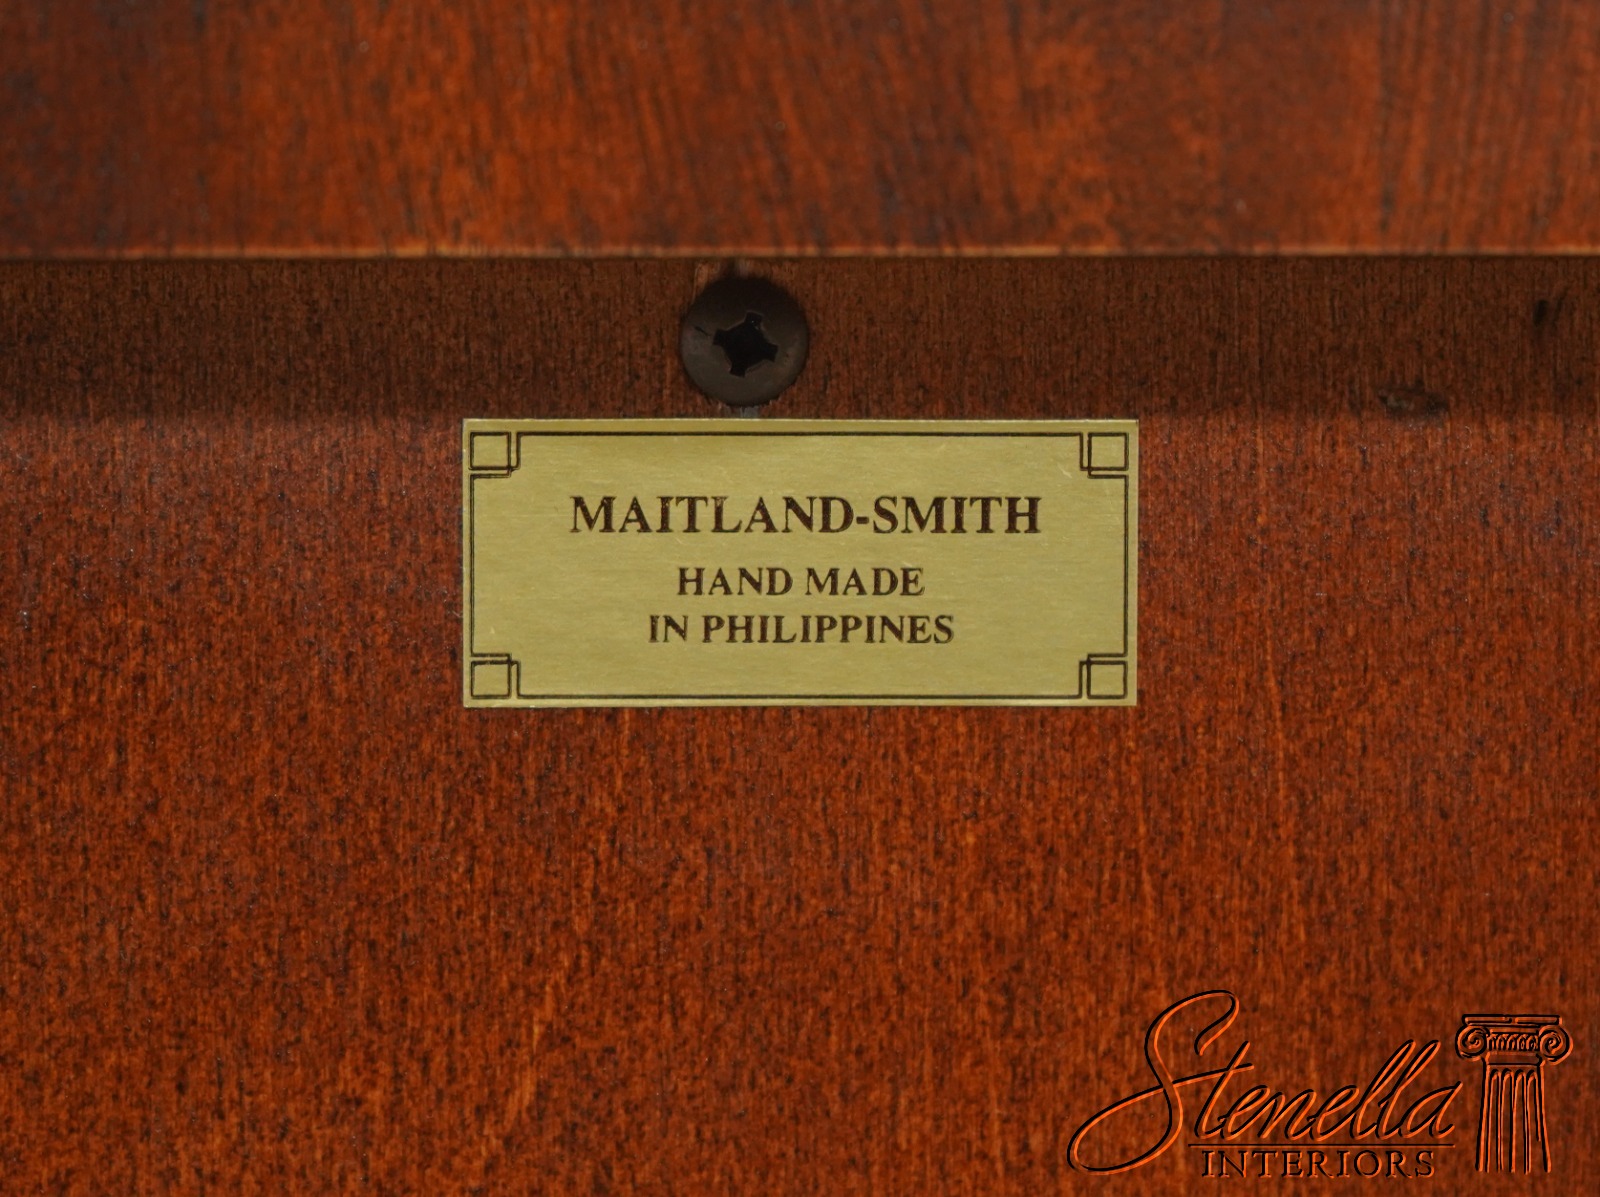 MAITLAND-SMITH
HAND MADE
IN PHILIPPINES
Stenella
INTERIORS